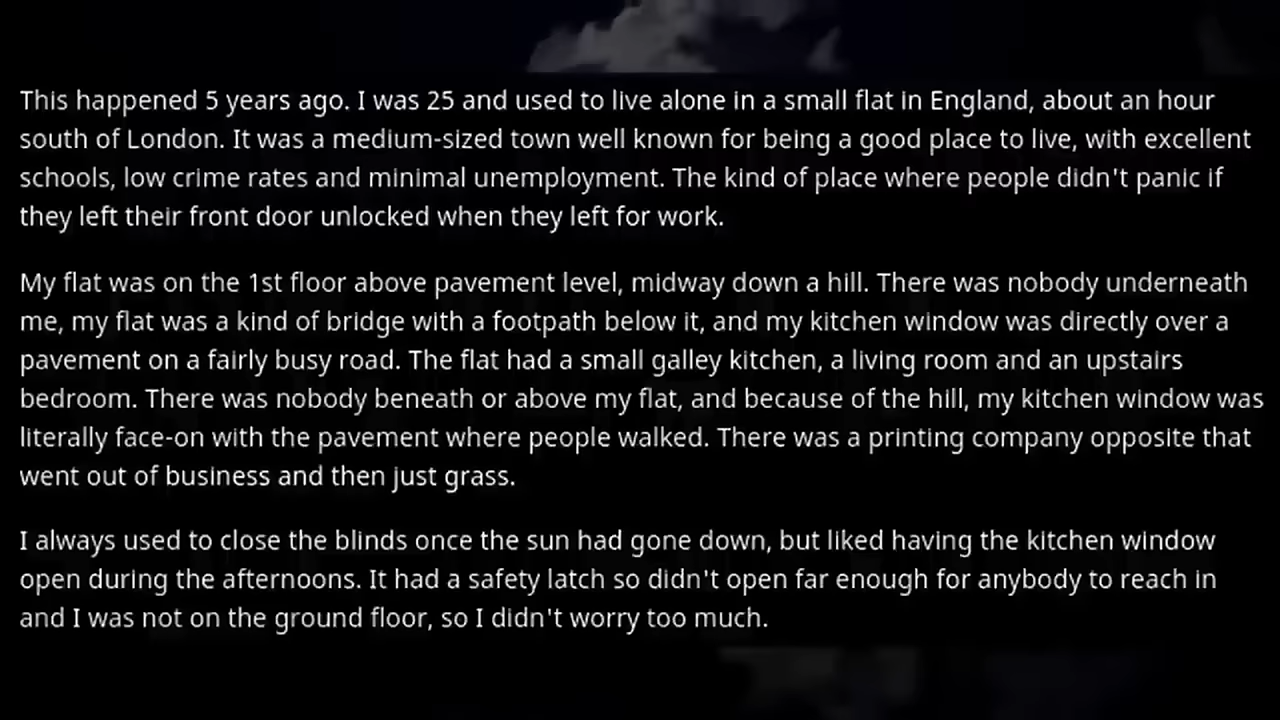 This happened 5 years ago. I was 25 and used to live alone in a small flat in England, about an hour
south of London. It was a medium-sized town well known for being a good place to live, with excellent
schools, low crime rates and minimal unemployment. The kind of place where people didn't panic if
they left their front door unlocked when they left for work.
My flat was on the 1st floor above pavement level, midway down a hill. There was nobody underneath
me, my flat was a kind of bridge with a footpath below it, and my kitchen window was directly over a
pavement on a fairly busy road. The flat had a small galley kitchen, a living room and an upstairs
bedroom. There was nobody beneath or above my flat, and because of the hill, my kitchen window was
literally face-on with the pavement where people walked. There was a printing company opposite that
went out of business and then just grass.
I always used to close the blinds once the sun had gone down, but liked having the kitchen window
open during the afternoons. It had a safety latch so didn't open far enough for anybody to reach in
and I was not on the ground floor, so I didn't worry too much.